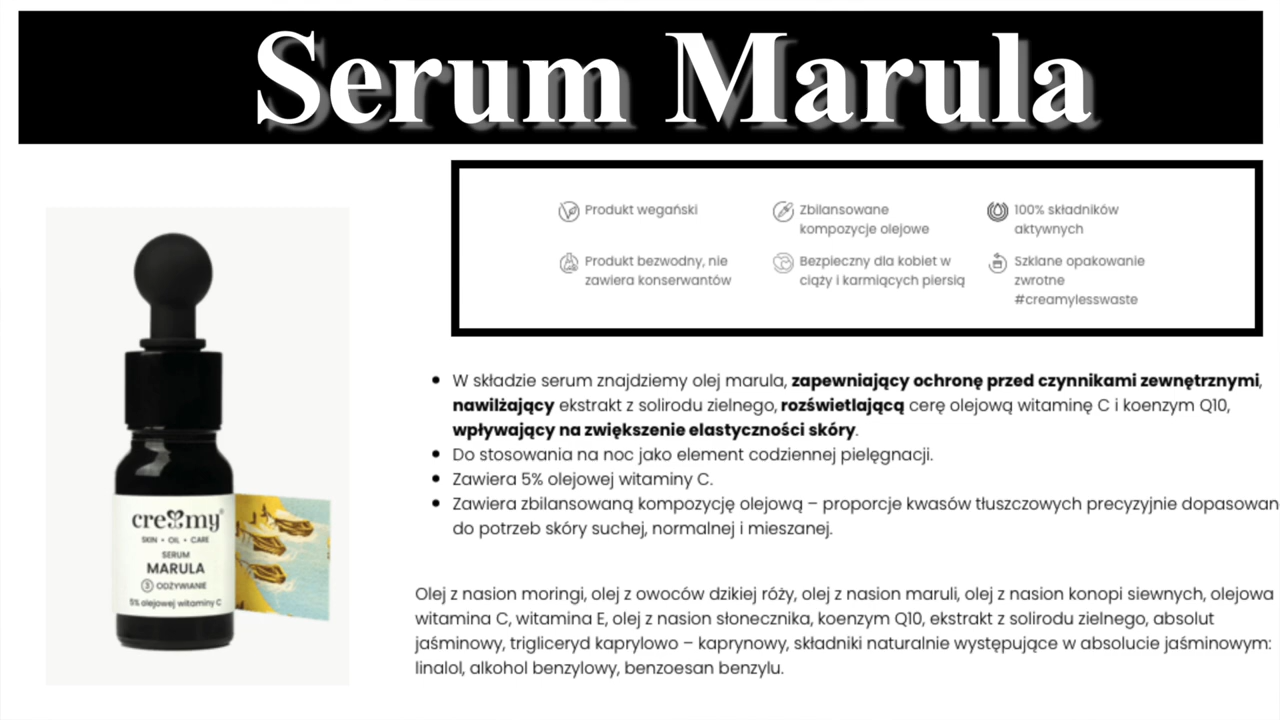 Serum Marula
Produkt wegański
Zbilansowane
kompozycje olejowe
100% składników
aktywnych
Produkt bezwodny, nie
zawiera konserwantów
Bezpieczny dla kobiet w
ciąży i karmiących piersią
Szklane opakowanie
zwrotne
#creamylesswaste
creamy®
SKIN • OIL • CARE
SERUM
MARULA
3 ODŻYWIANIE
5% olejowej witaminy C
• W składzie serum znajdziemy olej marula, zapewniający ochronę przed czynnikami zewnętrznymi,
nawilżający ekstrakt z solirodu zielnego, rozświetlającą cerę olejową witaminę C i koenzym Q10,
wpływający na zwiększenie elastyczności skóry.
• Do stosowania na noc jako element codziennej pielęgnacji.
• Zawiera 5% olejowej witaminy C.
• Zawiera zbilansowaną kompozycję olejową – proporcje kwasów tłuszczowych precyzyjnie dopasowan
do potrzeb skóry suchej, normalnej i mieszanej.
Olej z nasion moringi, olej z owoców dzikiej róży, olej z nasion maruli, olej z nasion konopi siewnych, olejowa
witamina C, witamina E, olej z nasion słonecznika, koenzym Q10, ekstrakt z solirodu zielnego, absolut
jaśminowy, trigliceryd kaprylowo – kaprynowy, składniki naturalnie występujące w absolucie jaśminowym:
linalol, alkohol benzylowy, benzoesan benzylu.